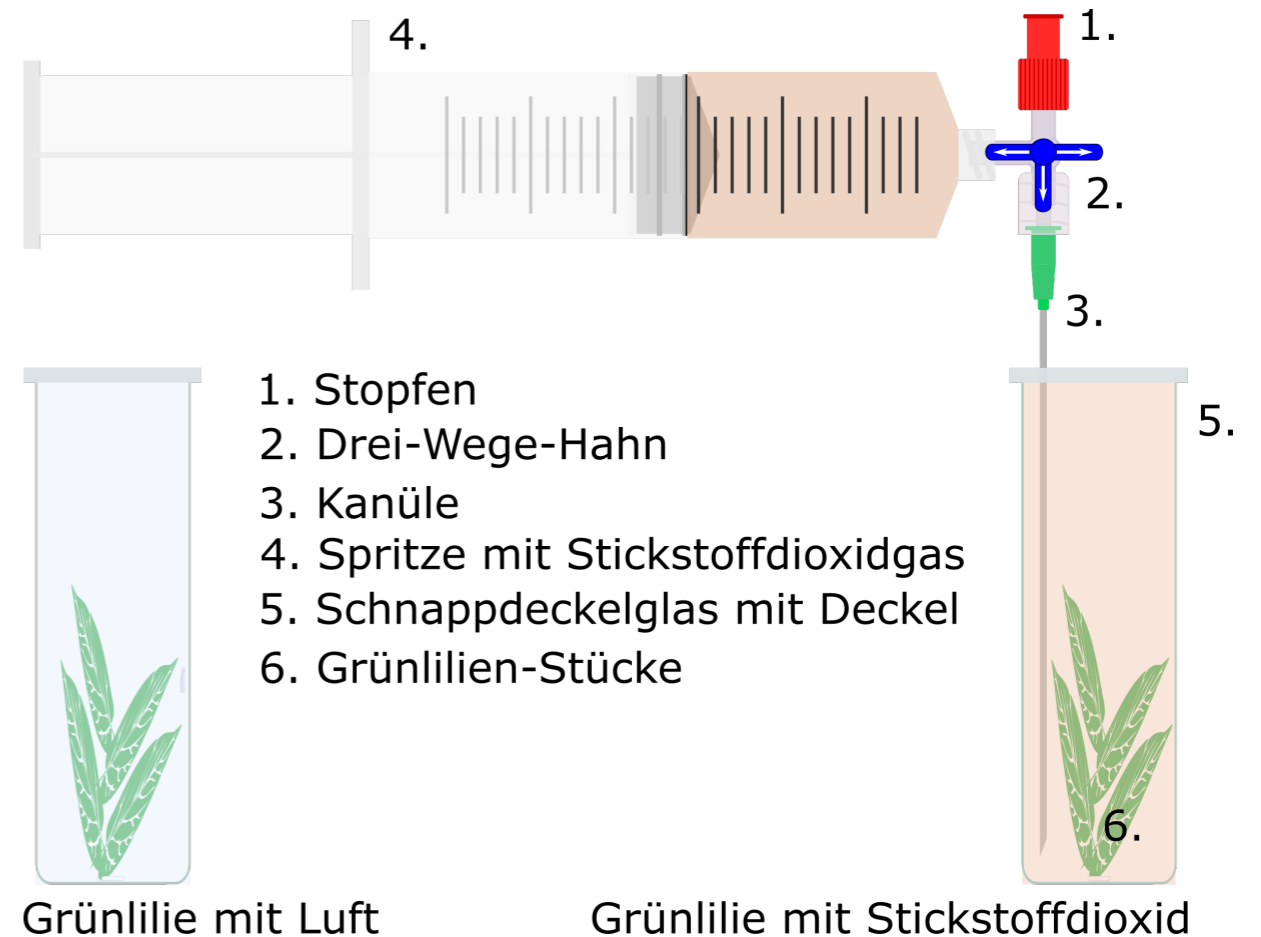 4.
1.
2.
3.
5.
1. Stopfen
2. Drei-Wege-Hahn
3. Kanüle
4. Spritze mit Stickstoffdioxidgas
5. Schnappdeckelglas mit Deckel
6. Grünlilien-Stücke
6.
Grünlilie mit Luft
Grünlilie mit Stickstoffdioxid